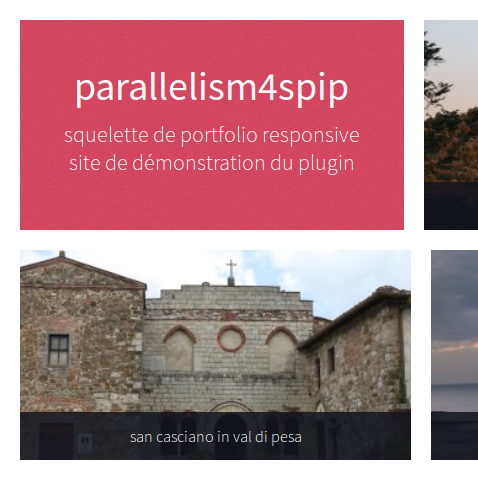 parallelism4spip
squelette de portfolio responsive
site de démonstration du plugin
san casciano in val di pesa